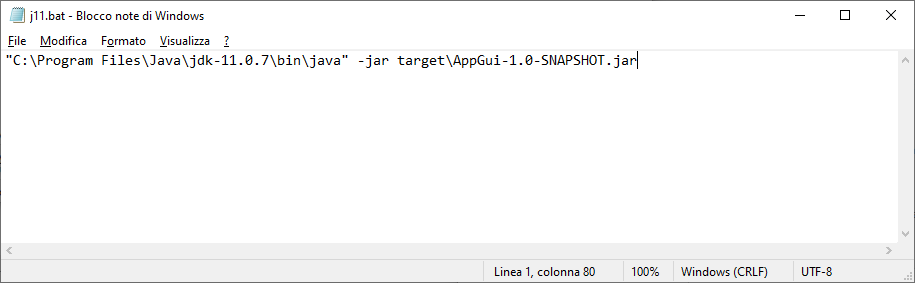 j11.bat - Blocco note di Windows
File Modifica Formato Visualizza ?
"C:\Program Files\Java\jdk-11.0.7\bin\java" -jar target\AppGui-1.0-SNAPSHOT.jar
Linea 1, colonna 80 100% Windows (CRLF) UTF-8